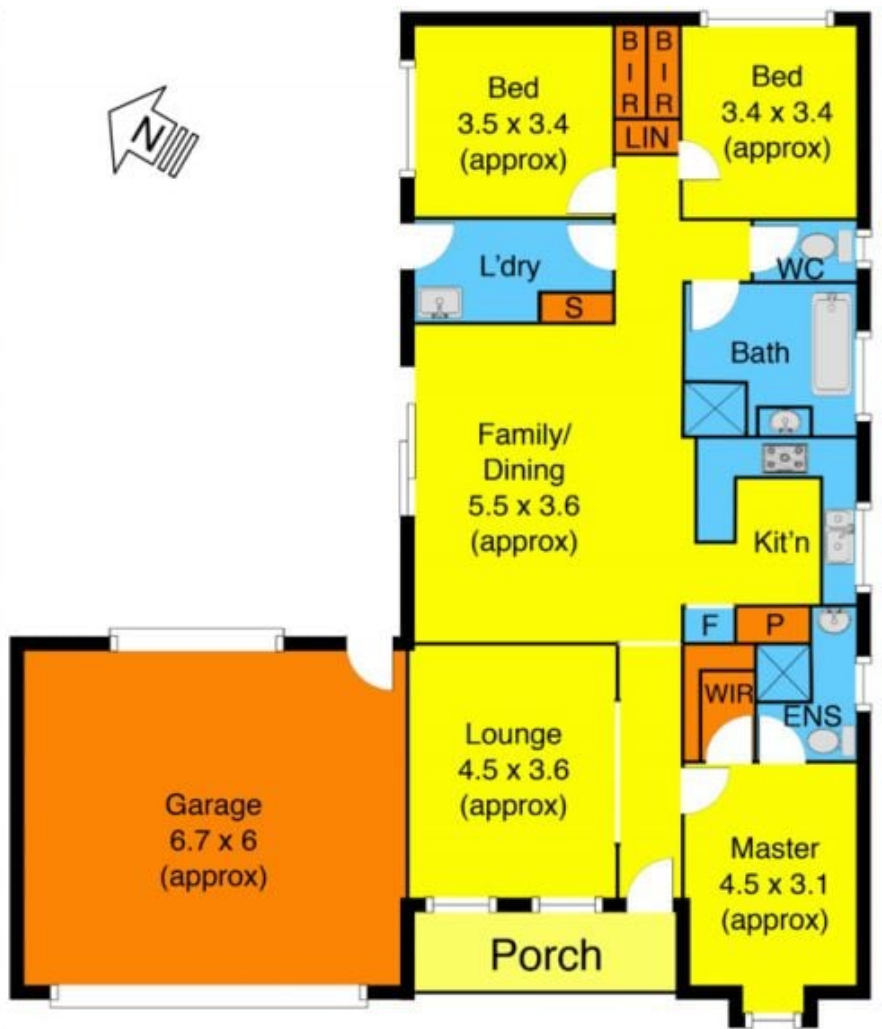 Bed
3.5 x 3.4
(approx)
B
I
R
B
I
R
LIN
Bed
3.4 x 3.4
(approx)
N
L'dry
S
WC
Bath
Family/
Dining
5.5 x 3.6
(approx)
Kit'n
F
P
WIR
ENS
Lounge
4.5 x 3.6
(approx)
Garage
6.7 x 6
(approx)
Master
4.5 x 3.1
(approx)
Porch